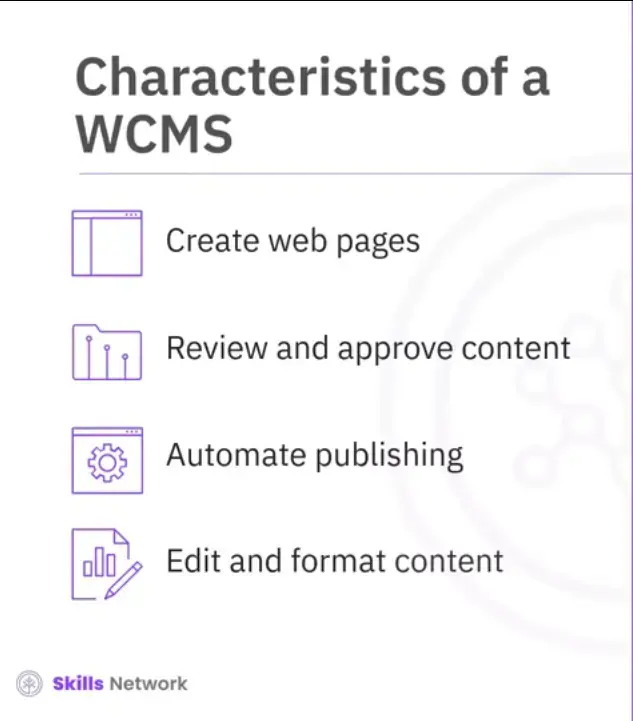 Characteristics of a
WCMS
Create web pages
Review and approve content
Automate publishing
Edit and format content
Skills Network